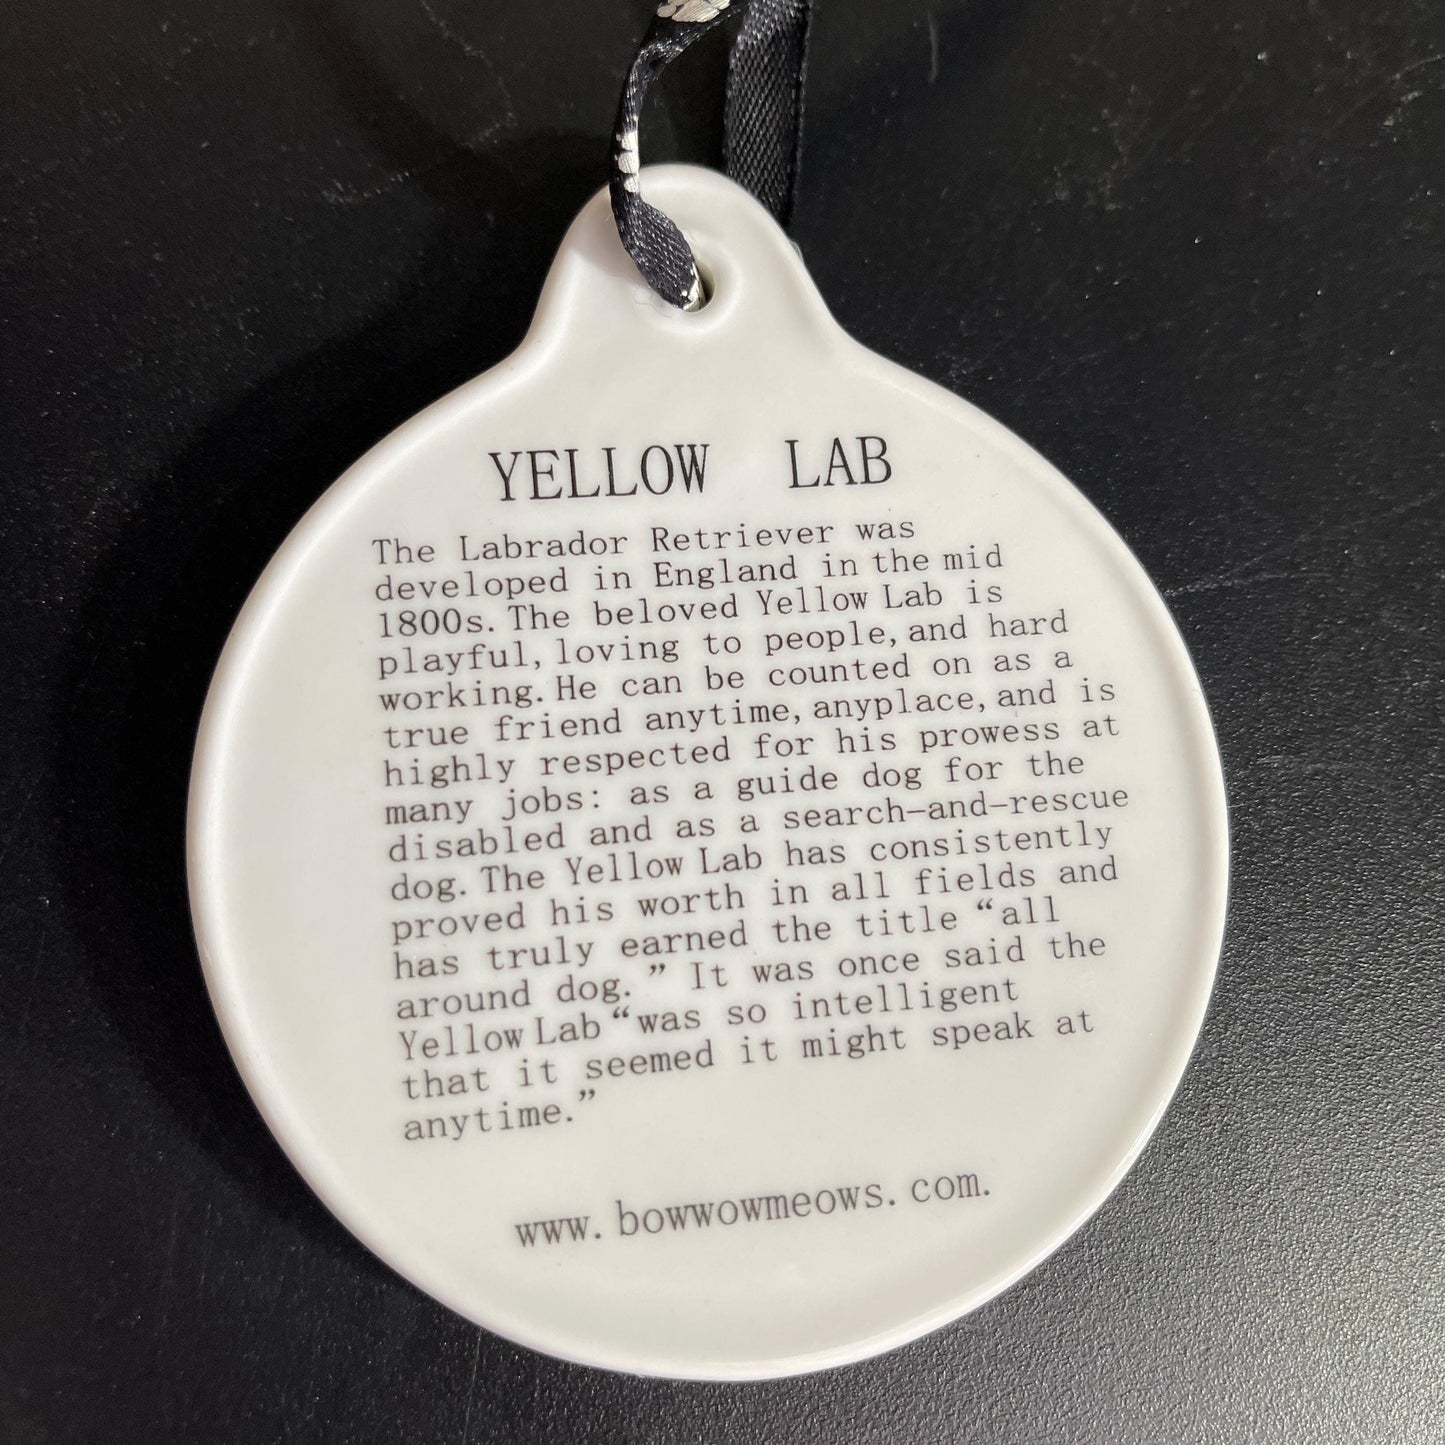 YELLOW LAB
The Labrador Retriever was
developed in England in the mid
1800s. The beloved Yellow Lab is
playful, loving to people, and hard
working. He can be counted on as a
true friend anytime, anyplace, and is
highly respected for his prowess at
many jobs: as a guide dog for the
disabled and as a search-and-rescue
dog. The Yellow Lab has consistently
proved his worth in all fields and
has truly earned the title “all
around dog.” It was once said the
Yellow Lab “was so intelligent
that it seemed it might speak at
anytime.”
www.bowwowmeows.com.